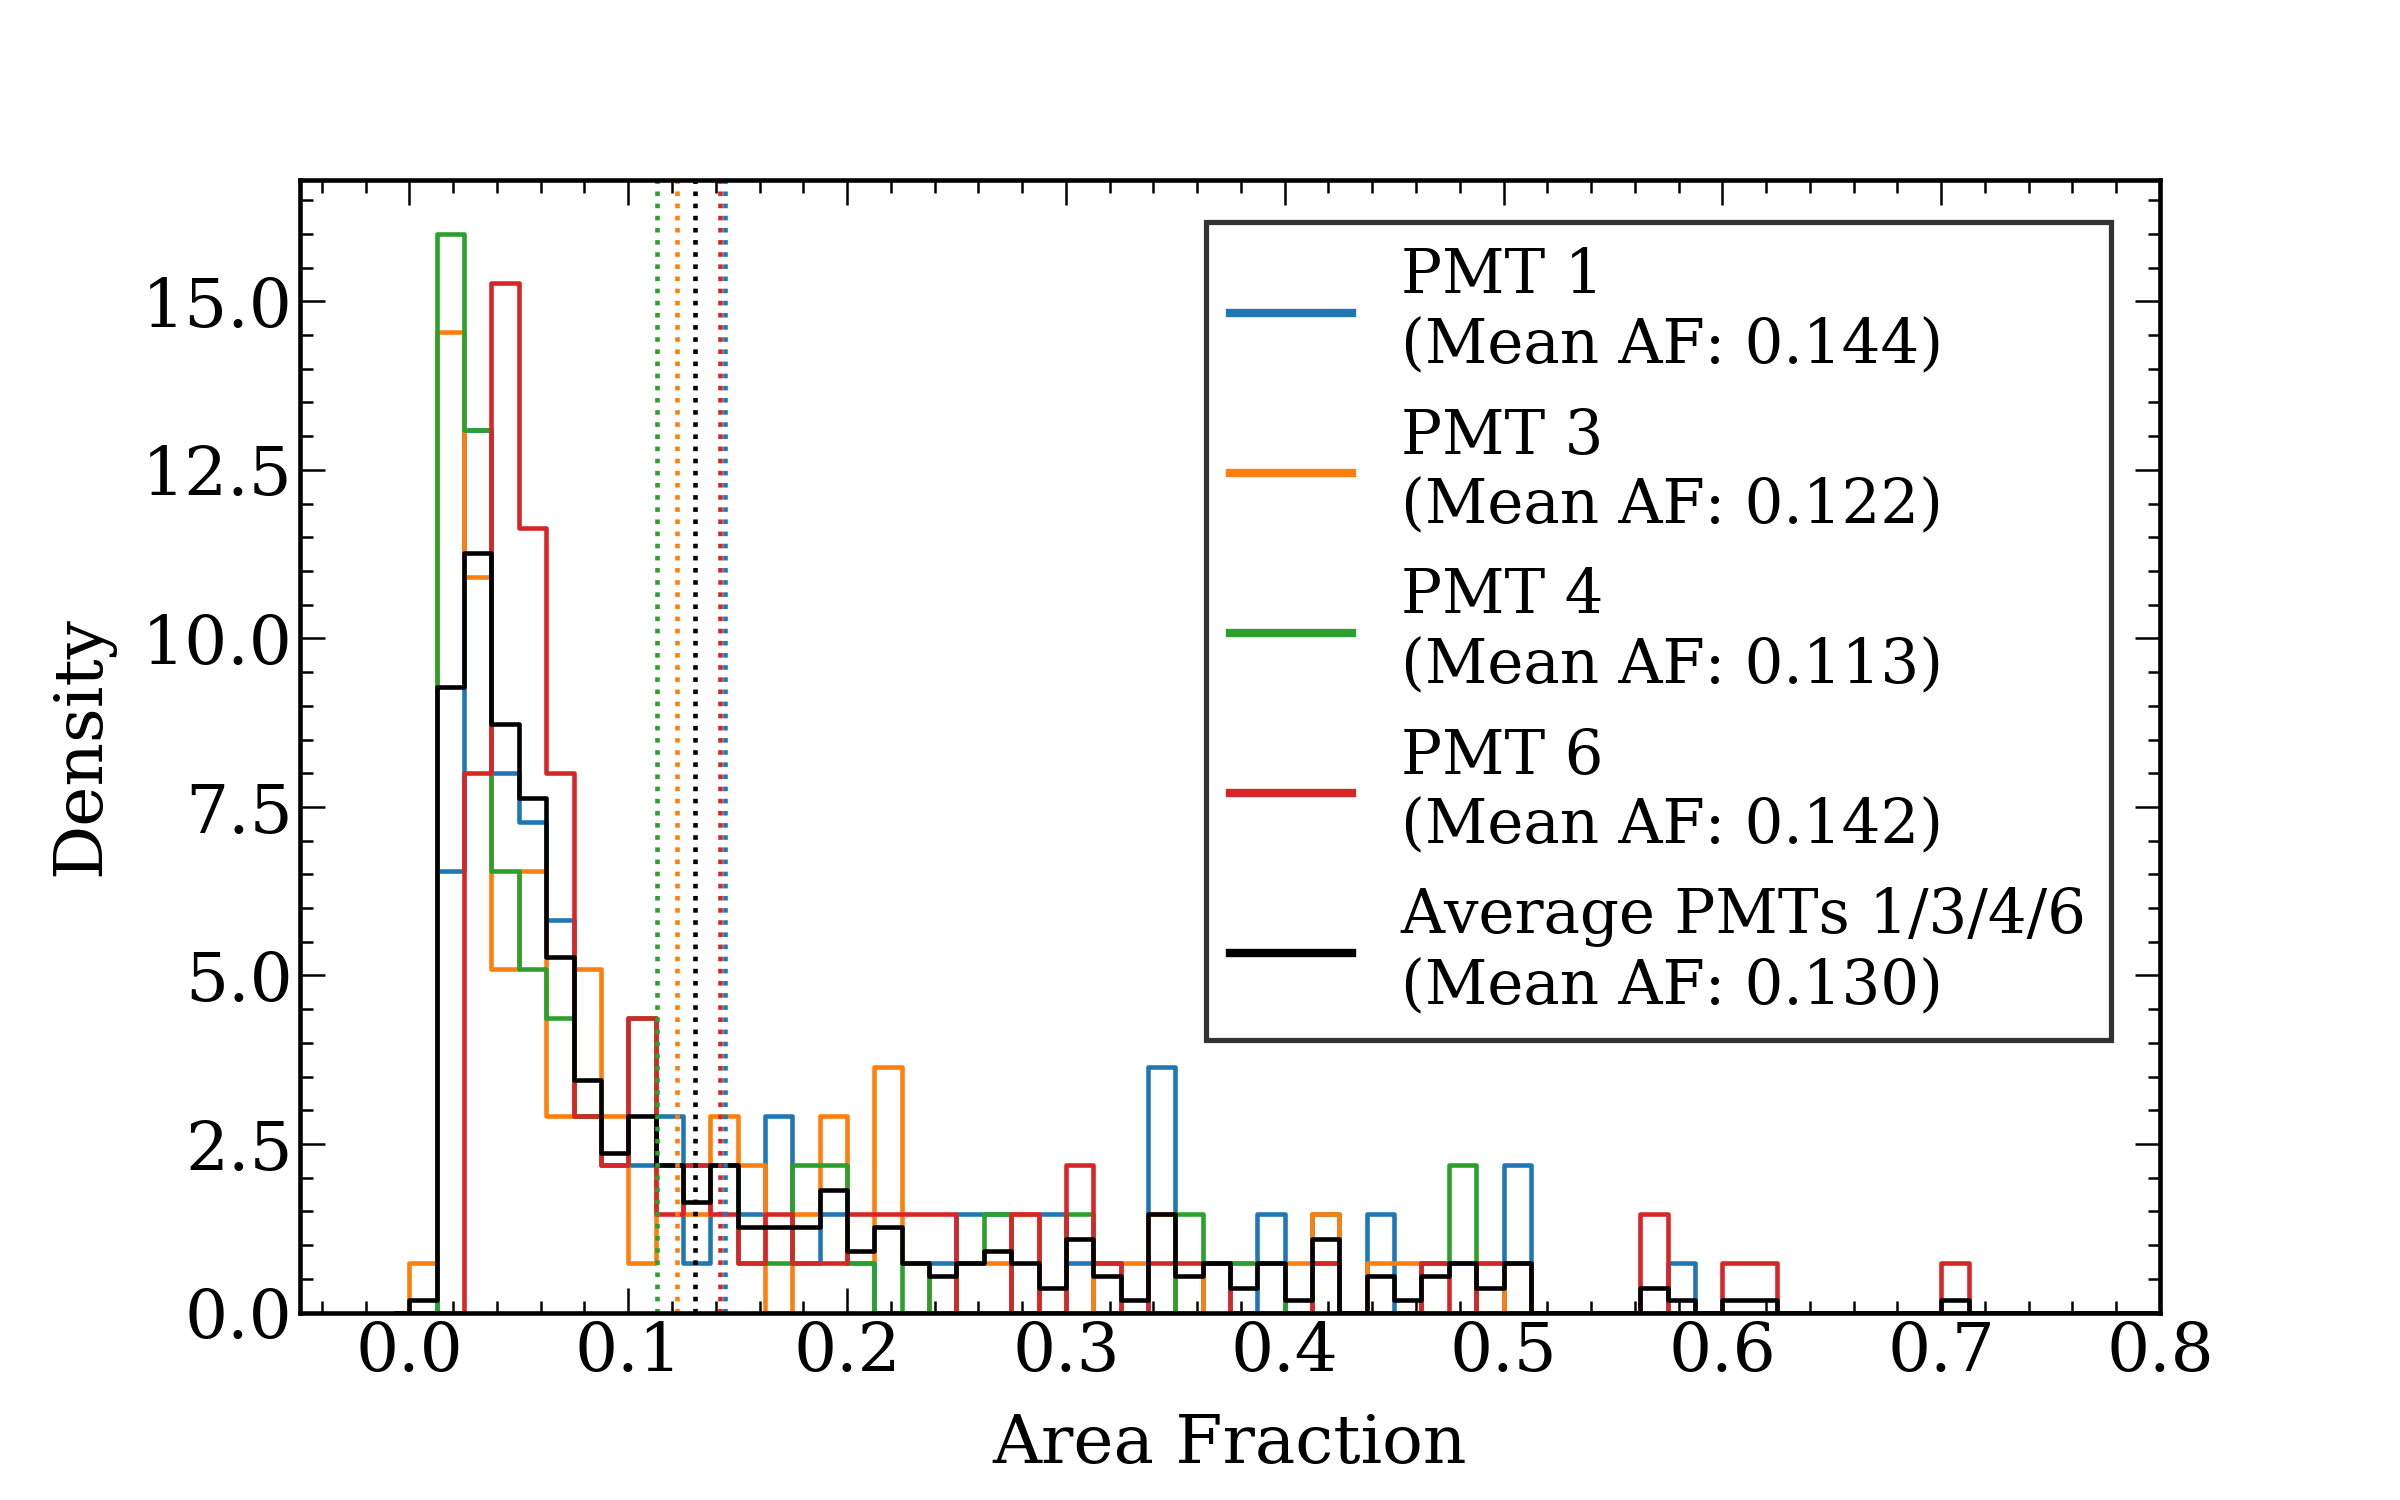 PMT 1
(Mean AF: 0.144)
PMT 3
(Mean AF: 0.122)
PMT 4
(Mean AF: 0.113)
PMT 6
(Mean AF: 0.142)
Average PMTs 1/3/4/6
(Mean AF: 0.130)
15.0
12.5
10.0
7.5
5.0
2.5
0.0
Density
0.0 0.1 0.2 0.3 0.4 0.5 0.6 0.7 0.8
Area Fraction